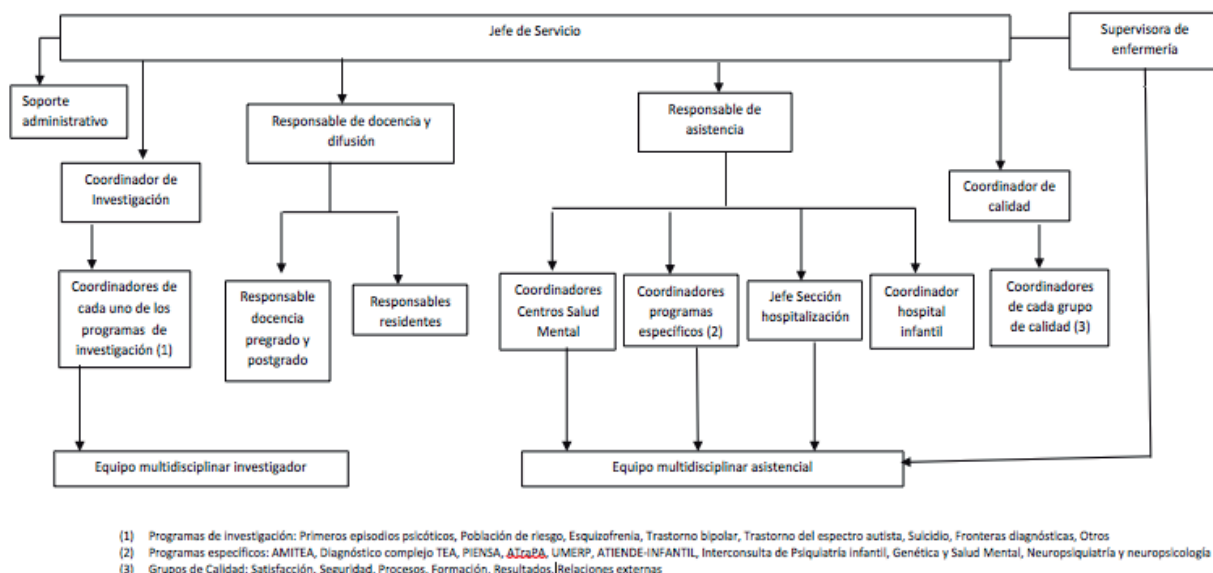 Jefe de Servicio
Supervisora de
enfermería
Soporte
administrativo
Responsable de docencia y
difusión
Responsable de
asistencia
Coordinador de
Investigación
Coordinador de
calidad
Coordinadores de
cada uno de los
programas de
investigación (1)
Responsable
docencia
pregrado y
postgrado
Responsables
residentes
Coordinadores
Centros Salud
Mental
Coordinadores
programas
específicos (2)
Jefe Sección
hospitalización
Coordinador
hospital
infantil
Coordinadores
de cada grupo
de calidad (3)
Equipo multidisciplinar investigador
Equipo multidisciplinar asistencial
(1) Programas de investigación: Primeros episodios psicóticos, Población de riesgo, Esquizofrenia, Trastorno bipolar, Trastorno del espectro autista, Suicidio, Fronteras diagnósticas, Otros
(2) Programas específicos: AMITEA, Diagnóstico complejo TEA, PIENSA, ATraPA, UMERP, ATIENDE-INFANTIL, Interconsulta de Psiquiatría infantil, Genética y Salud Mental, Neuropsiquiatría y neuropsicología
(3) Grupos de Calidad: Satisfacción, Seguridad, Procesos, Formación, Resultados, Relaciones externas